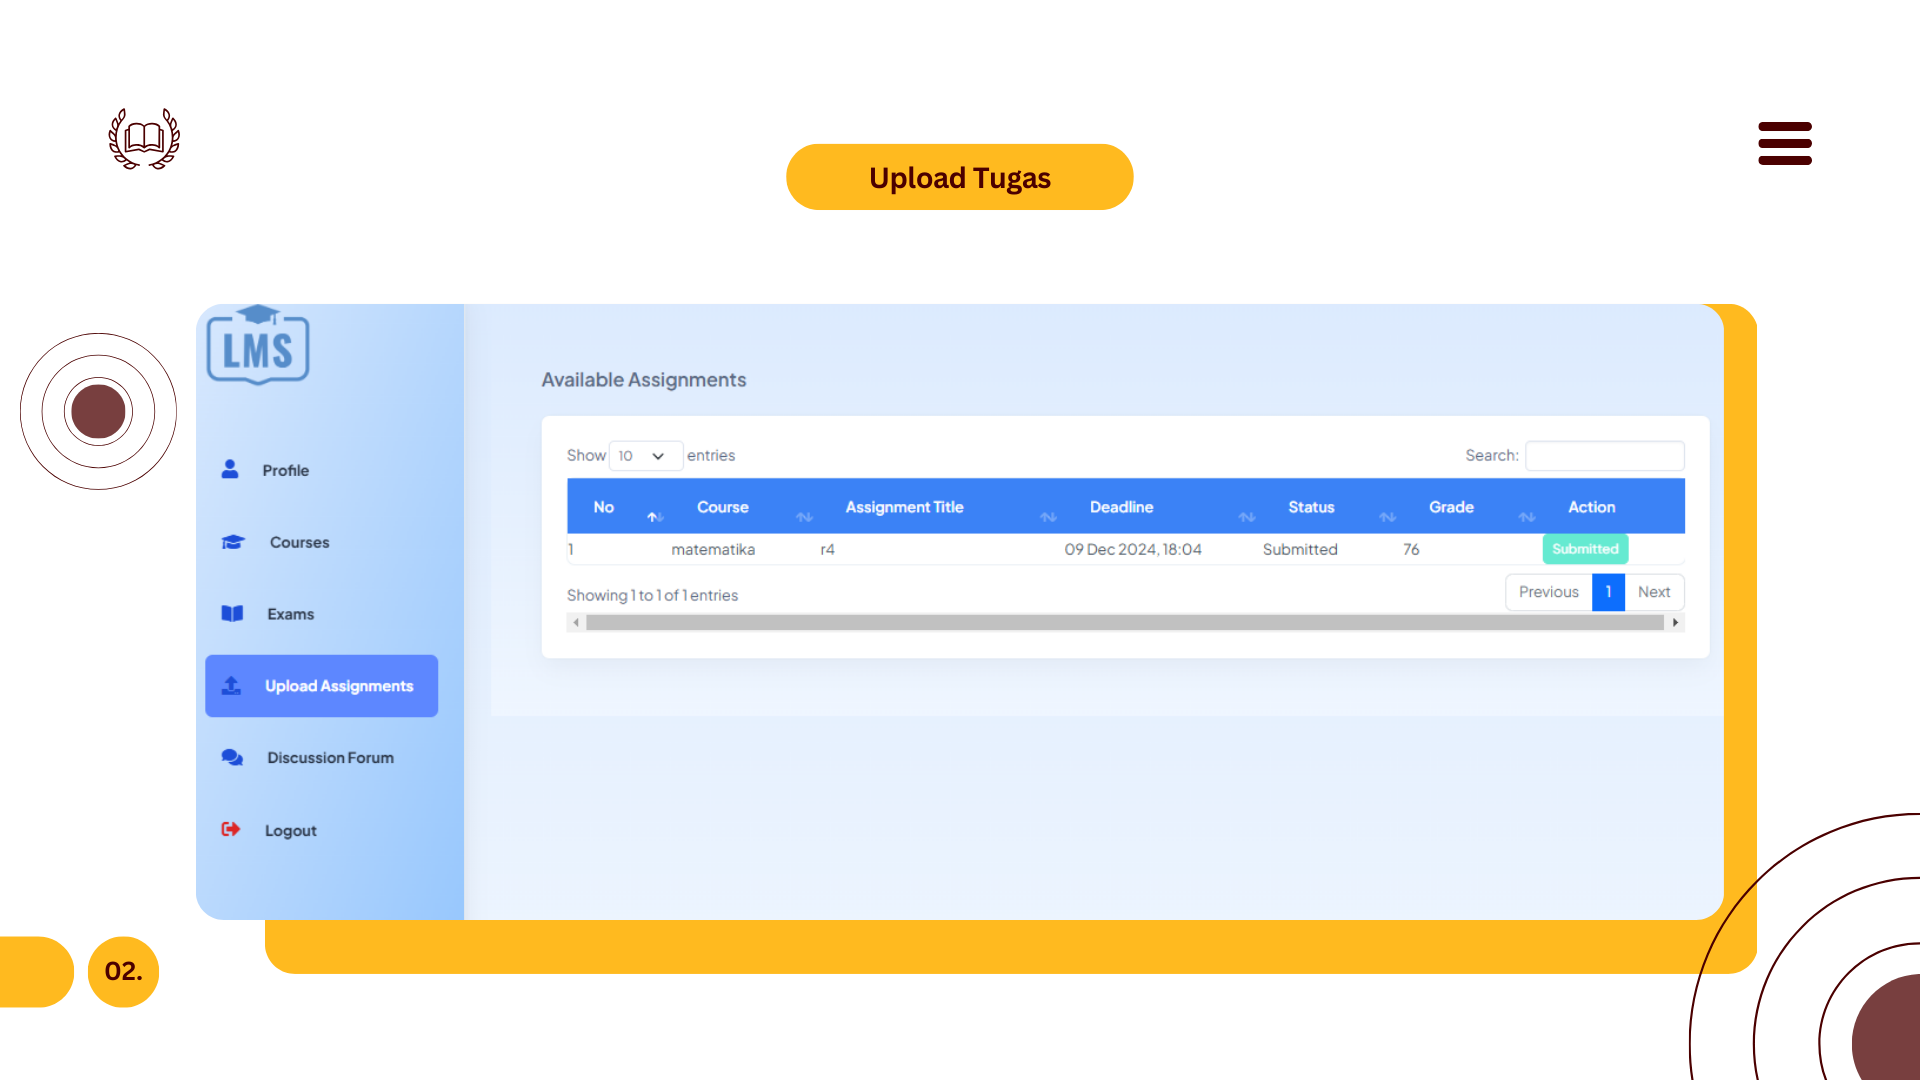 Upload Tugas
LMS
Profile
Courses
Exams
Upload Assignments
Discussion Forum
Logout
Available Assignments
Show 10 entries
Search:
No Course Assignment Title Deadline Status Grade Action
1 matematika r4 09 Dec 2024, 18:04 Submitted 76 Submitted
Showing 1 to 1 of 1 entries
Previous 1 Next
02.